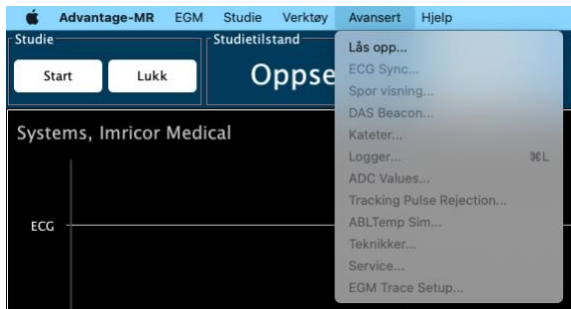 Advantage-MR EGM Studie Verktøy Avansert Hjelp
Studie
Start Lukk
Studietilstand
Oppse
Lås opp...
ECG Sync...
Spor visning...
DAS Beacon...
Kateter...
Logger... ⌘L
ADC Values...
Tracking Pulse Rejection...
ABLTemp Sim...
Teknikker...
Service...
EGM Trace Setup...
Systems, Imricor Medical
ECG